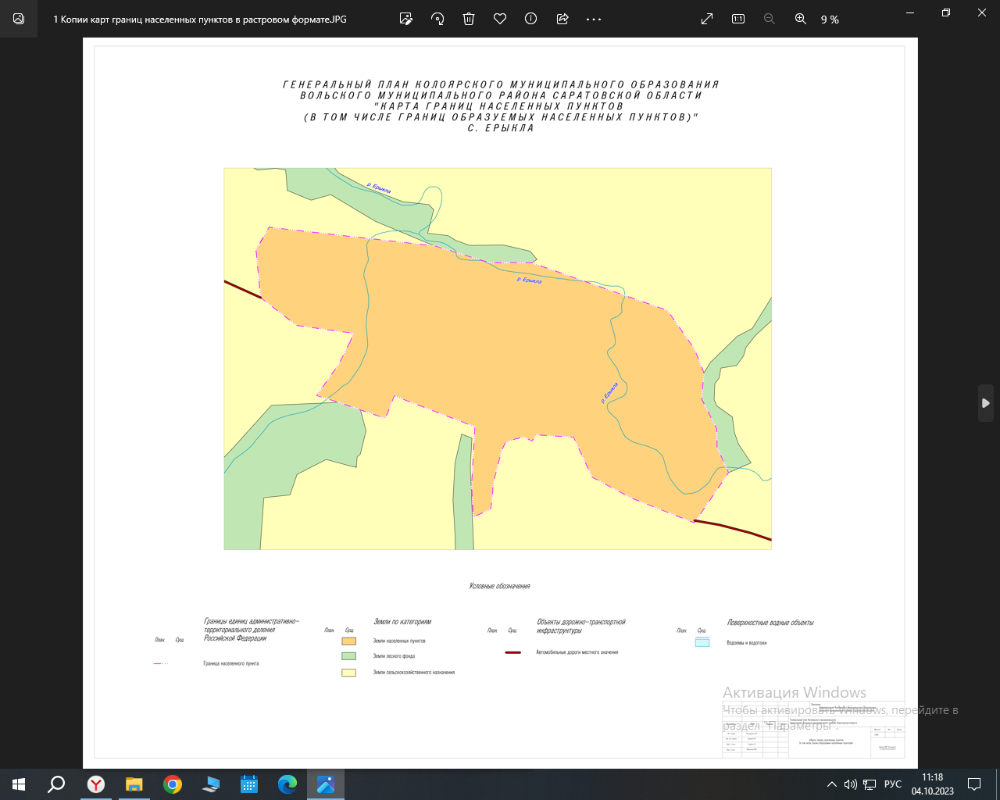 1 Копии карт границ населенных пунктов в растровом формате.JPG
9 %
ГЕНЕРАЛЬНЫЙ ПЛАН КОЛОЯРСКОГО МУНИЦИПАЛЬНОГО ОБРАЗОВАНИЯ
ВОЛЬСКОГО МУНИЦИПАЛЬНОГО РАЙОНА САРАТОВСКОЙ ОБЛАСТИ
"КАРТА ГРАНИЦ НАСЕЛЕННЫХ ПУНКТОВ
(В ТОМ ЧИСЛЕ ГРАНИЦ ОБРАЗУЕМЫХ НАСЕЛЕННЫХ ПУНКТОВ)"
С. ЕРЫКЛА
р. Ерыкла
р. Ерыкла
р. Ерыкла
Условные обозначения
План. Сущ.
Границы единиц административно-
территориального деления
Российской Федерации
Граница населенного пункта
План. Сущ.
Земли по категориям
Земли населенных пунктов
Земли лесного фонда
Земли сельскохозяйственного назначения
План. Сущ.
Объекты дорожно-транспортной
инфраструктуры
Автомобильные дороги местного значения
План. Сущ.
Поверхностные водные объекты
Водоемы и водотоки
Активация Windows
Чтобы активировать Windows, перейдите в
раздел "Параметры".
РУС
11:18
04.10.2023